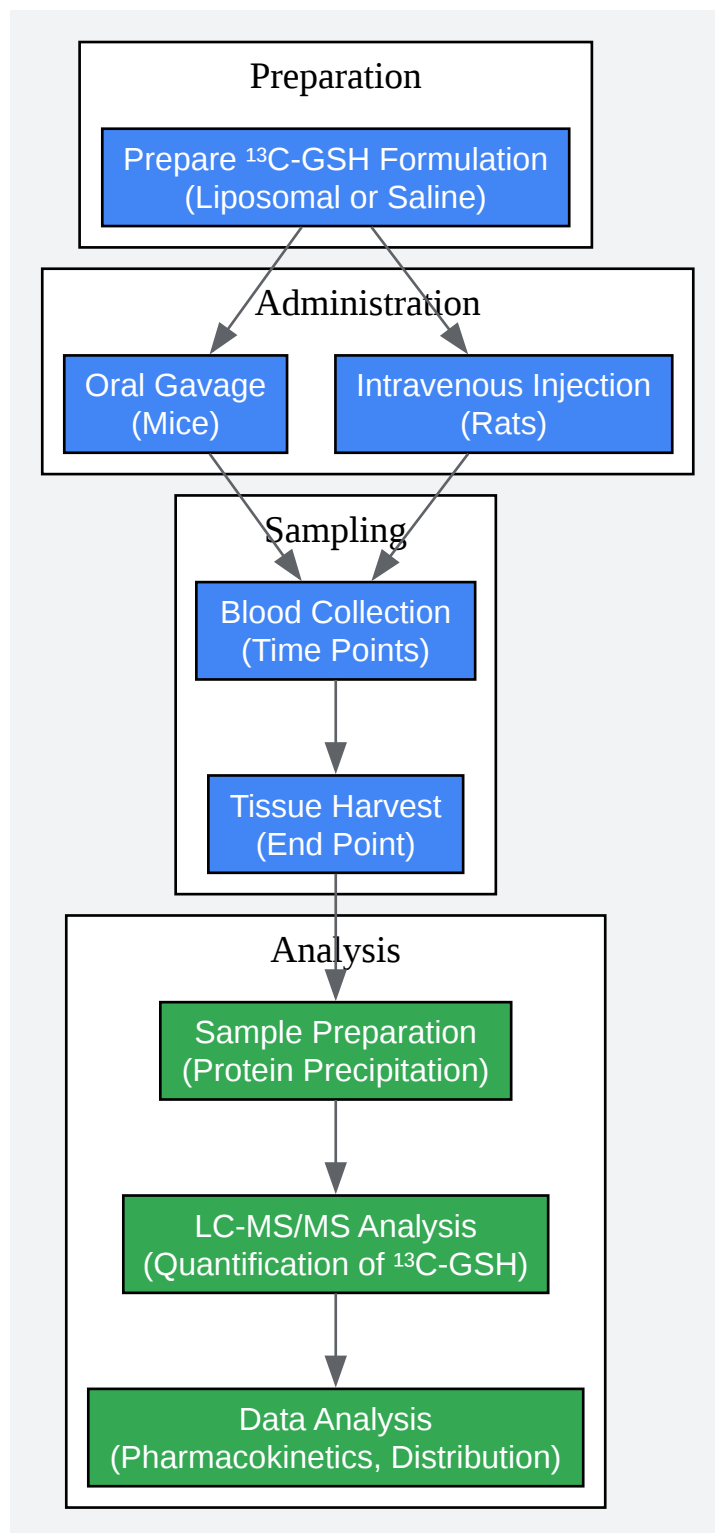 Preparation
Prepare ¹³C-GSH Formulation
(Liposomal or Saline)
Administration
Oral Gavage
(Mice)
Intravenous Injection
(Rats)
Sampling
Blood Collection
(Time Points)
Tissue Harvest
(End Point)
Analysis
Sample Preparation
(Protein Precipitation)
LC-MS/MS Analysis
(Quantification of ¹³C-GSH)
Data Analysis
(Pharmacokinetics, Distribution)